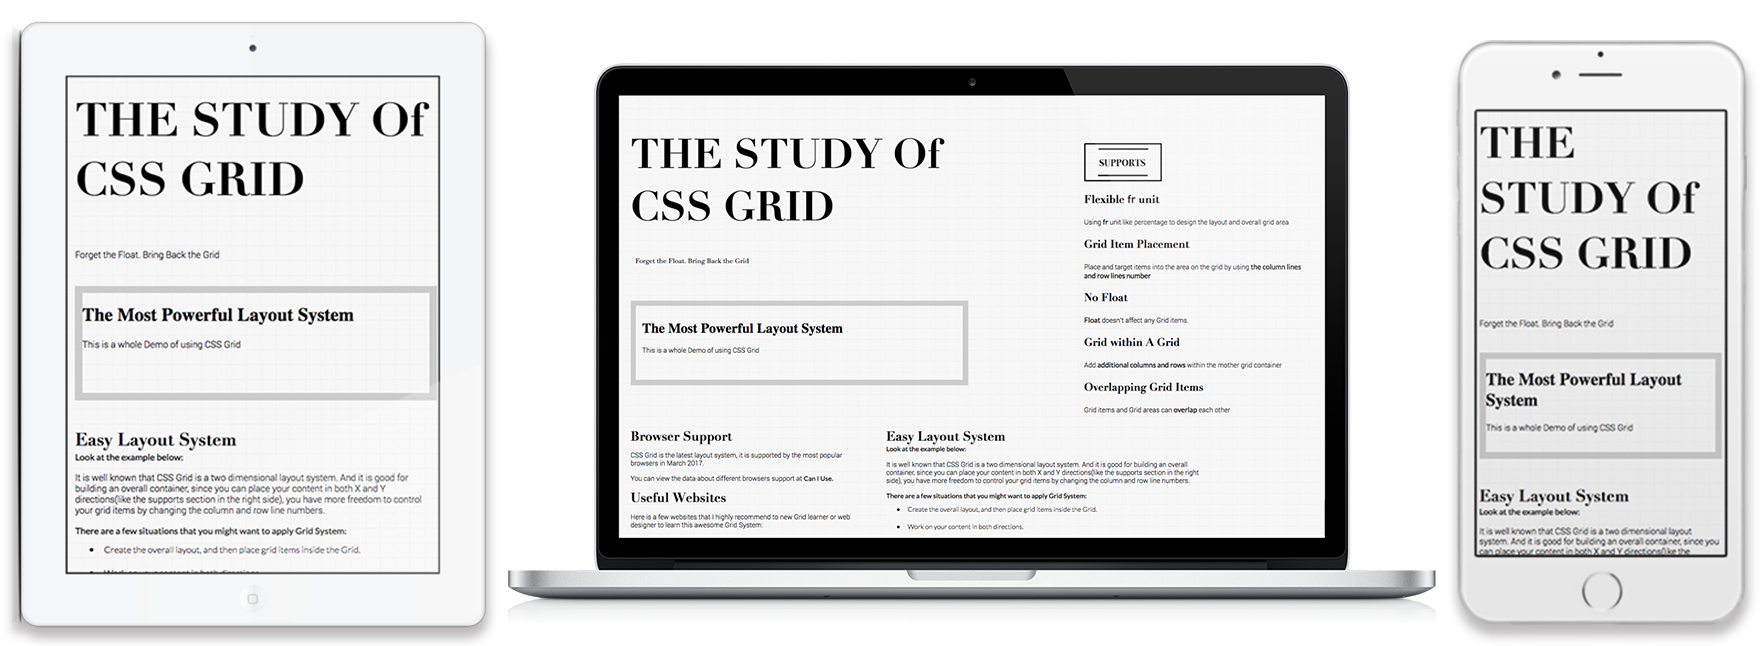 THE STUDY Of
CSS GRID
Forget the Float. Bring Back the Grid
The Most Powerful Layout System
This is a whole Demo of using CSS Grid
Easy Layout System
Look at the example below:
It is well known that CSS Grid is a two dimensional layout system. And it is good for
building an overall container, since you can place your content in both X and Y
directions(like the supports section in the right side), you have more freedom to control
your grid items by changing the column and row line numbers.
There are a few situations that you might want to apply Grid System:
• Create the overall layout, and then place grid items inside the Grid.
• Work on your content in both directions.
THE STUDY Of
CSS GRID
Forget the Float. Bring Back the Grid
The Most Powerful Layout System
This is a whole Demo of using CSS Grid
SUPPORTS
Flexible fr unit
Using fr unit like percentage to design the layout and overall grid area
Grid Item Placement
Place and target items into the area on the grid by using the column lines
and row lines number
No Float
Float doesn't affect any Grid items.
Grid within A Grid
Add additional columns and rows within the mother grid container
Overlapping Grid Items
Grid items and Grid areas can overlap each other
Browser Support
CSS Grid is the latest layout system, it is supported by the most popular
browsers in March 2017.
You can view the data about different browsers support at Can I Use.
Useful Websites
Here is a few websites that I highly recommend to new Grid learner or web
designer to learn this awesome Grid System:
Easy Layout System
Look at the example below:
It is well known that CSS Grid is a two dimensional layout system. And it is good for building an overall
container, since you can place your content in both X and Y directions(like the supports section in the right
side), you have more freedom to control your grid items by changing the column and row line numbers.
There are a few situations that you might want to apply Grid System:
• Create the overall layout, and then place grid items inside the Grid.
• Work on your content in both directions.
THE
STUDY Of
CSS GRID
Forget the Float. Bring Back the Grid
The Most Powerful Layout
System
This is a whole Demo of using CSS Grid
Easy Layout System
Look at the example below:
It is well known that CSS Grid is a two dimensional layout
system. And it is good for building an overall container, since you
can place your content in both X and Y directions(like the